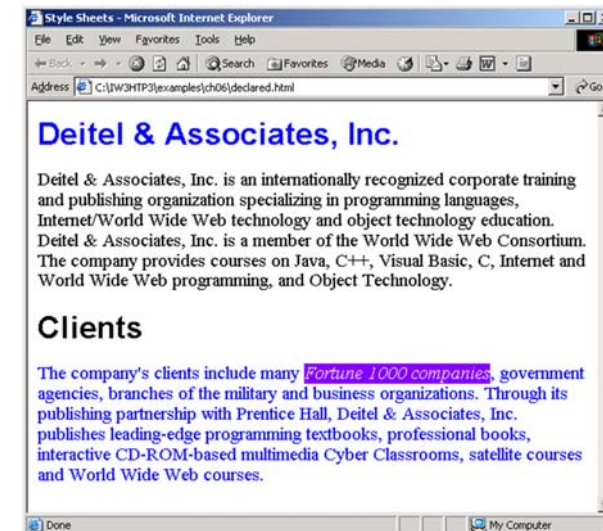 Style Sheets - Microsoft Internet Explorer
File Edit View Favorites Tools Help
Back Search Favorites Media
Address C:\IW3HTP3\examples\ch06\declared.html Go
Deitel & Associates, Inc.
Deitel & Associates, Inc. is an internationally recognized corporate training
and publishing organization specializing in programming languages,
Internet/World Wide Web technology and object technology education.
Deitel & Associates, Inc. is a member of the World Wide Web Consortium.
The company provides courses on Java, C++, Visual Basic, C, Internet and
World Wide Web programming, and Object Technology.
Clients
The company's clients include many Fortune 1000 companies, government
agencies, branches of the military and business organizations. Through its
publishing partnership with Prentice Hall, Deitel & Associates, Inc.
publishes leading-edge programming textbooks, professional books,
interactive CD-ROM-based multimedia Cyber Classrooms, satellite courses
and World Wide Web courses.
Done My Computer